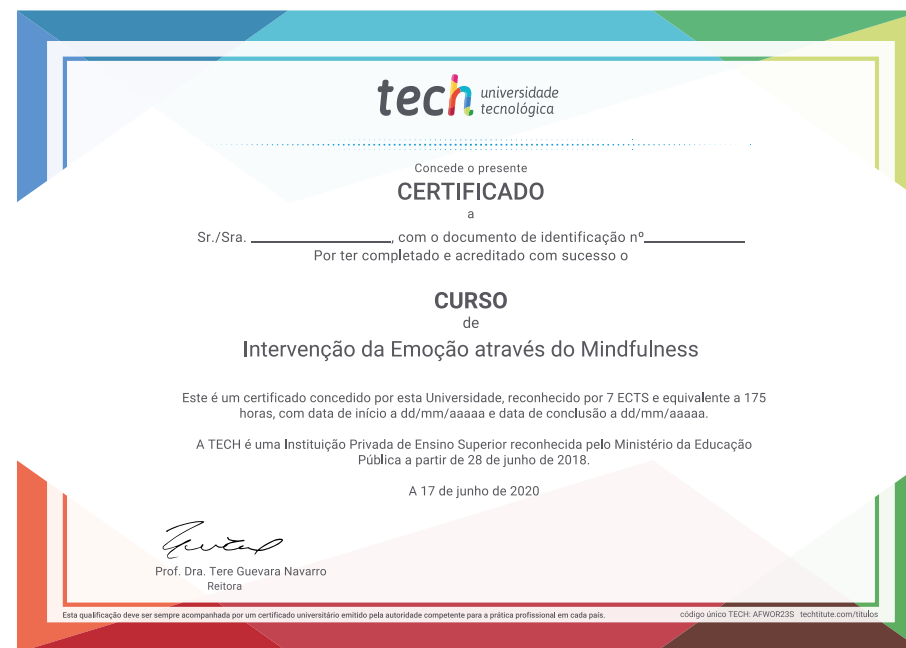 tech universidade
tecnológica
Concede o presente
CERTIFICADO
a
Sr./Sra. ____________________, com o documento de identificação nº______________
Por ter completado e acreditado com sucesso o
CURSO
de
Intervenção da Emoção através do Mindfulness
Este é um certificado concedido por esta Universidade, reconhecido por 7 ECTS e equivalente a 175
horas, com data de início a dd/mm/aaaaa e data de conclusão a dd/mm/aaaaa.
A TECH é uma Instituição Privada de Ensino Superior reconhecida pelo Ministério da Educação
Pública a partir de 28 de junho de 2018.
A 17 de junho de 2020
Prof. Dra. Tere Guevara Navarro
Reitora
Esta qualificação deve ser sempre acompanhada por um certificado universitário emitido pela autoridade competente para a prática profissional em cada país.
código único TECH: AFWOR23S techtitute.com/titulos